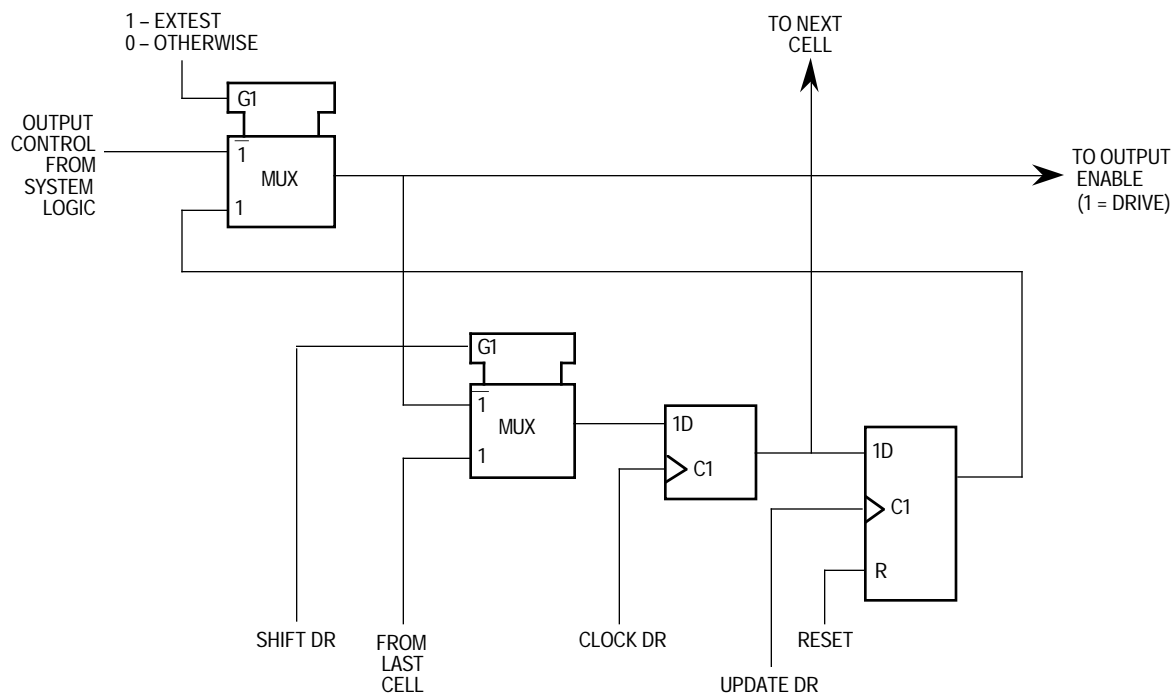 1 – EXTEST
0 – OTHERWISE
TO NEXT
CELL
G1
OUTPUT
CONTROL
FROM
SYSTEM
LOGIC
1
MUX
1
TO OUTPUT
ENABLE
(1 = DRIVE)
G1
1
MUX
1
1D
C1
1D
C1
R
SHIFT DR
FROM
LAST
CELL
CLOCK DR
RESET
UPDATE DR